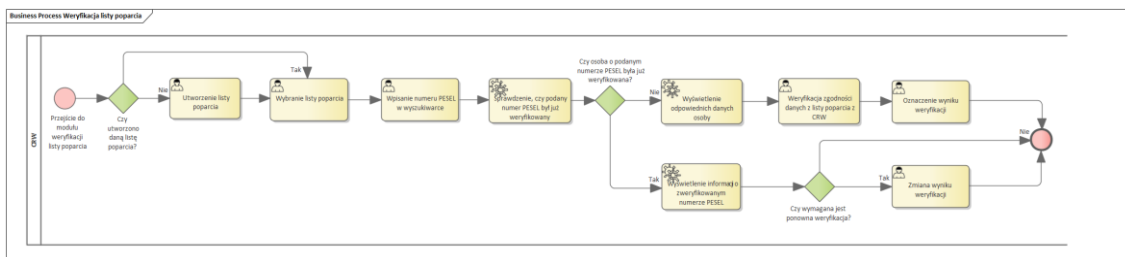 Business Process Weryfikacja listy poparcia
CRW
Przejście do
modułu
weryfikacji
listy poparcia
Czy
utworzono
daną listę
poparcia?
Nie
Tak
Utworzenie listy
poparcia
Wybranie listy poparcia
Wpisanie numeru PESEL
w wyszukiwarce
Sprawdzenie, czy podany
numer PESEL był już
weryfikowany
Czy osoba o podanym
numerze PESEL była już
weryfikowana?
Nie
Wyświetlenie
odpowiednich danych
osoby
Weryfikacja zgodności
danych z listy poparcia z
CRW
Oznaczenie wyniku
weryfikacji
Tak
Wyświetlenie informacji o
zweryfikowanym
numerze PESEL
Czy wymagana jest
ponowna weryfikacja?
Nie
Tak
Zmiana wyniku
weryfikacji